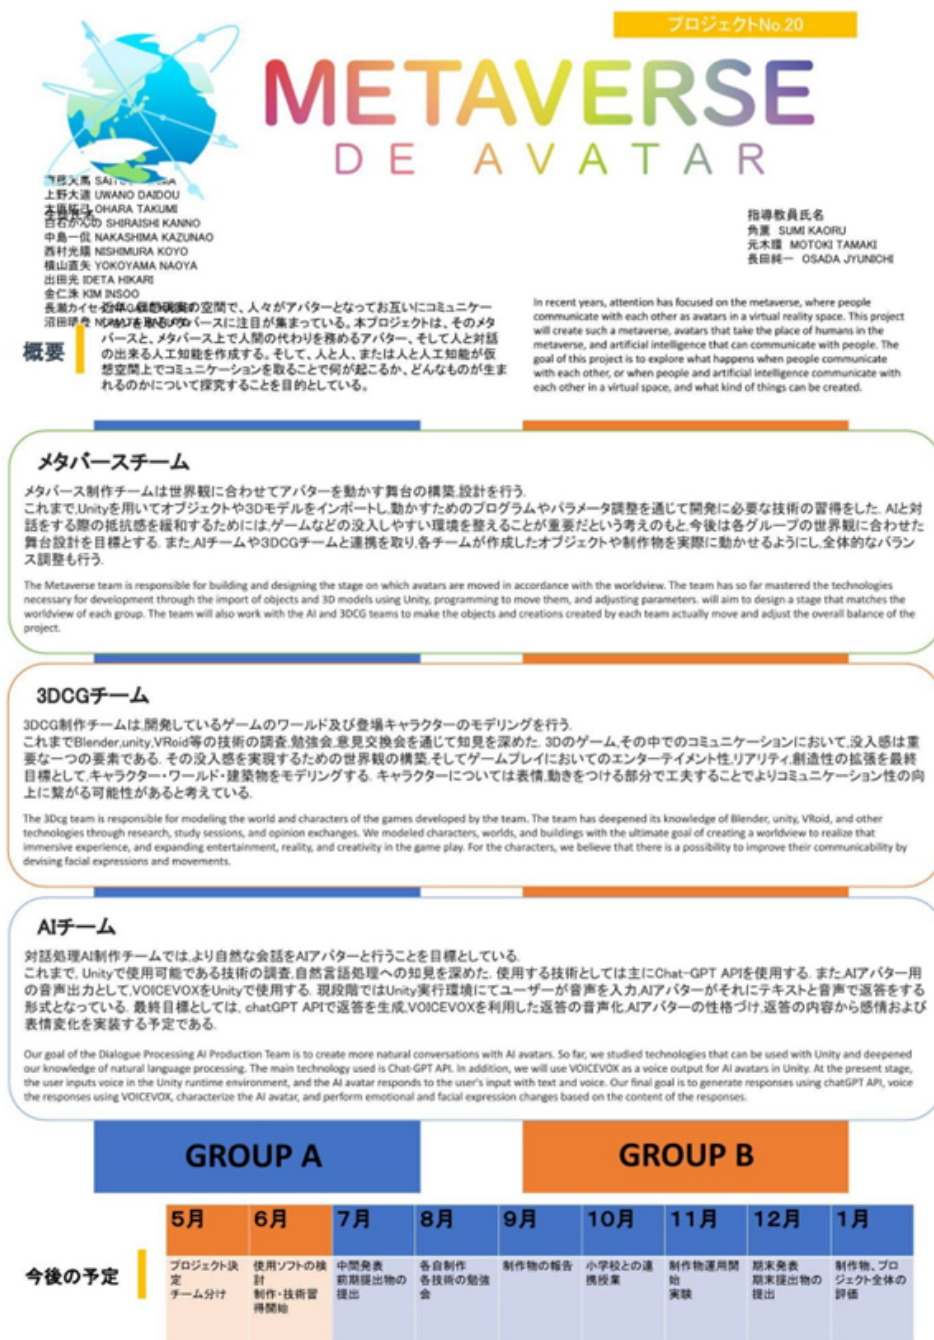 プロジェクトNo.20
METAVERSE
DE AVATAR
上野大道 UWANO DAIDOU
OHARA TAKUMI
白石かんの SHIRAISHI KANNO
中島一凪 NAKASHIMA KAZUNAO
西村光陽 NISHIMURA KOYO
横山直矢 YOKOYAMA NAOYA
出田光 IDETA HIKARI
金仁洙 KIM INSOO
指導教員氏名
角薫 SUMI KAORU
元木環 MOTOKI TAMAKI
長田純一 OSADA JYUNICHI
概要
の空間で、人々がアバターとなってお互いにコミュニケー
バースに注目が集まっている。本プロジェクトは、そのメタ
バースと、メタバース上で人間の代わりを務めるアバター、そして人と対話
の出来る人工知能を作成する。そして、人と人、または人と人工知能が仮
想空間上でコミュニケーションを取ることで何が起こるか、どんなものが生ま
れるのかについて探究することを目的としている。
In recent years, attention has focused on the metaverse, where people
communicate with each other as avatars in a virtual reality space. This project
will create such a metaverse, avatars that take the place of humans in the
metaverse, and artificial intelligence that can communicate with people. The
goal of this project is to explore what happens when people communicate
with each other, or when people and artificial intelligence communicate with
each other in a virtual space, and what kind of things can be created.
メタバースチーム
メタバース制作チームは世界観に合わせてアバターを動かす舞台の構築,設計を行う.
これまで,Unityを用いてオブジェクトや3Dモデルをインポートし,動かすためのプログラムやパラメータ調整を通じて開発に必要な技術の習得をした. AIと対
話をする際の抵抗感を緩和するためには,ゲームなどの没入しやすい環境を整えることが重要だという考えのもと,今後は各グループの世界観に合わせた
舞台設計を目標とする. また,AIチームや3DCGチームと連携を取り,各チームが作成したオブジェクトや制作物を実際に動かせるようにし,全体的なバラン
ス調整も行う.
The Metaverse team is responsible for building and designing the stage on which avatars are moved in accordance with the worldview. The team has so far mastered the technologies
necessary for development through the import of objects and 3D models using Unity, programming to move them, and adjusting parameters. will aim to design a stage that matches the
worldview of each group. The team will also work with the AI and 3DCG teams to make the objects and creations created by each team actually move and adjust the overall balance of the
project.
3DCGチーム
3DCG制作チームは,開発しているゲームのワールド及び登場キャラクターのモデリングを行う.
これまでBlender,unity,VRoid等の技術の調査,勉強会,意見交換会を通じて知見を深めた. 3Dのゲーム,その中でのコミュニケーションにおいて,没入感は重
要な一つの要素である. その没入感を実現するための世界観の構築,そしてゲームプレイにおいてのエンターテイメント性,リアリティ,創造性の拡張を最終
目標として,キャラクター・ワールド・建築物をモデリングする. キャラクターについては表情,動きをつける部分で工夫することでよりコミュニケーション性の向
上に繋がる可能性があると考えている.
The 3Dcg team is responsible for modeling the world and characters of the games developed by the team. The team has deepened its knowledge of Blender, unity, VRoid, and other
technologies through research, study sessions, and opinion exchanges. We modeled characters, worlds, and buildings with the ultimate goal of creating a worldview to realize that
immersive experience, and expanding entertainment, reality, and creativity in the game play. For the characters, we believe that there is a possibility to improve their communicability by
devising facial expressions and movements.
AIチーム
対話処理AI制作チームでは,より自然な会話をAIアバターと行うことを目標としている.
これまで, Unityで使用可能である技術の調査,自然言語処理への知見を深めた. 使用する技術としては主にChat-GPT APIを使用する. また,AIアバター用
の音声出力として,VOICEVOXをUnityで使用する. 現段階ではUnity実行環境にてユーザーが音声を入力,AIアバターがそれにテキストと音声で返答をする
形式となっている. 最終目標としては, chatGPT APIで返答を生成,VOICEVOXを利用した返答の音声化,AIアバターの性格づけ,返答の内容から感情および
表情変化を実装する予定である.
Our goal of the Dialogue Processing AI Production Team is to create more natural conversations with AI avatars. So far, we studied technologies that can be used with Unity and deepened
our knowledge of natural language processing. The main technology used is Chat-GPT API. In addition, we will use VOICEVOX as a voice output for AI avatars in Unity. At the present stage,
the user inputs voice in the Unity runtime environment, and the AI avatar responds to the user's input with text and voice. Our final goal is to generate responses using chatGPT API, voice
the responses using VOICEVOX, characterize the AI avatar, and perform emotional and facial expression changes based on the content of the responses.
GROUP A
GROUP B
今後の予定
5月 6月 7月 8月 9月 10月 11月 12月 1月
プロジェクト決定
チーム分け
使用ソフトの検討
制作・技術習得開始
中間発表
前期提出物の提出
各自制作
各技術の勉強会
制作物の報告
小学校との連携授業
制作物運用開始
実験
期末発表
期末提出物の提出
制作物、プロジェクト全体の評価